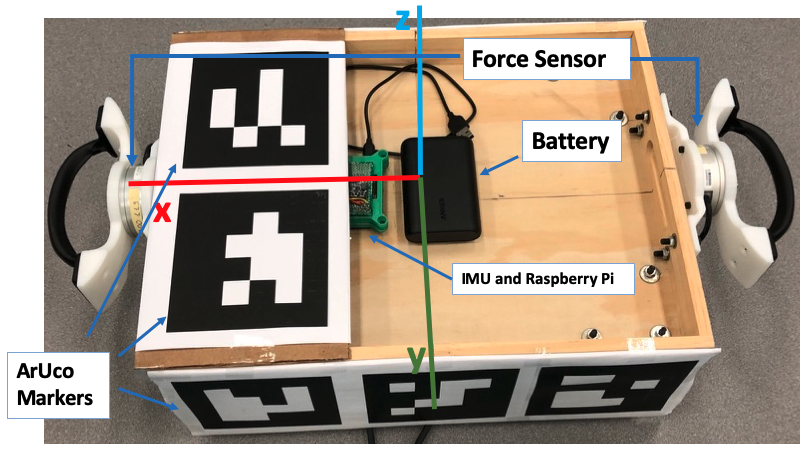 z
Force Sensor
Battery
x
IMU and Raspberry Pi
y
ArUco
Markers